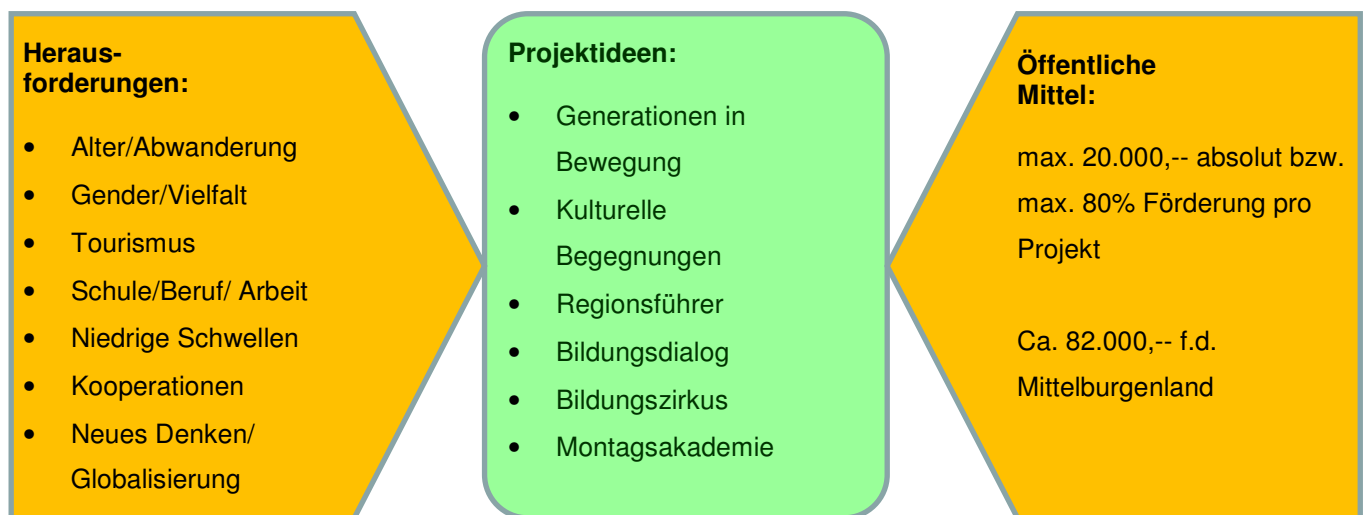 Heraus-
forderungen:
• Alter/Abwanderung
• Gender/Vielfalt
• Tourismus
• Schule/Beruf/ Arbeit
• Niedrige Schwellen
• Kooperationen
• Neues Denken/
Globalisierung
Projektideen:
• Generationen in
Bewegung
• Kulturelle
Begegnungen
• Regionsführer
• Bildungsdialog
• Bildungszirkus
• Montagsakademie
Öffentliche
Mittel:
max. 20.000,-- absolut bzw.
max. 80% Förderung pro
Projekt
Ca. 82.000,-- f.d.
Mittelburgenland